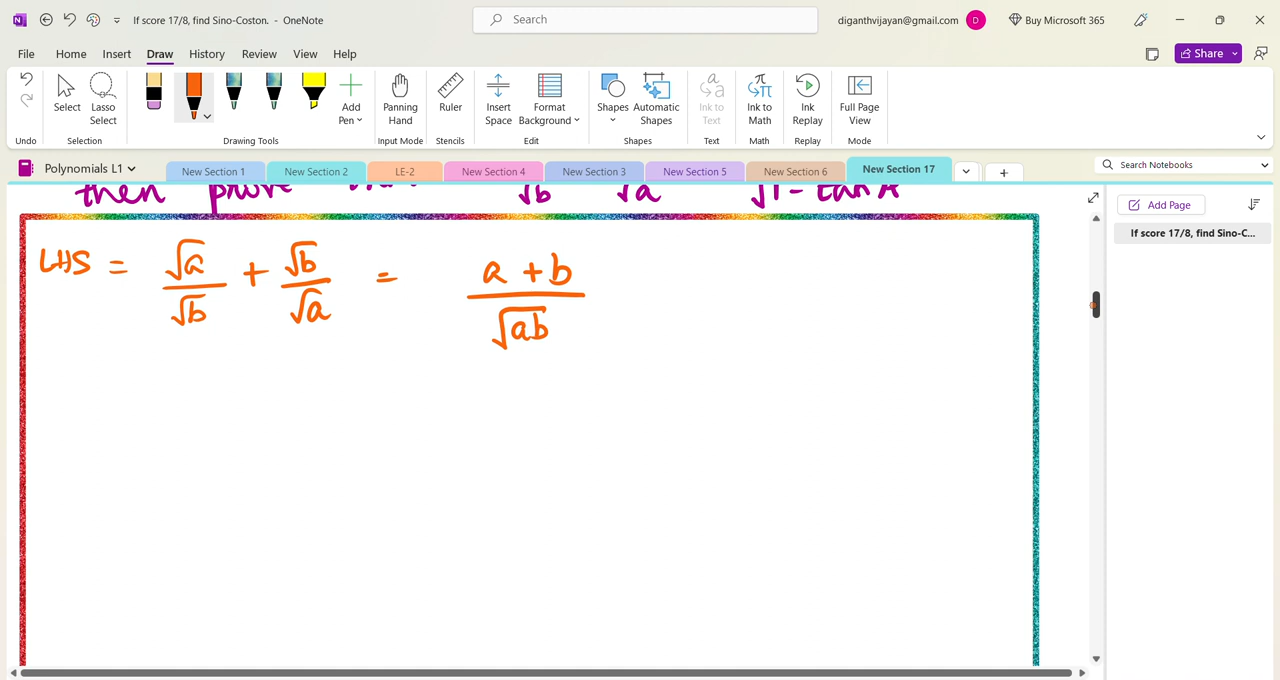 If score 17/8, find Sino-Coston. - OneNote
Search
diganthvijayan@gmail.com D
Buy Microsoft 365
File Home Insert Draw History Review View Help
Share
Undo
Select
Lasso Select
Add Pen
Panning Hand
Ruler
Insert Space
Format Background
Shapes
Automatic Shapes
Ink to Text
Ink to Math
Ink Replay
Full Page View
Selection Drawing Tools Input Mode Stencils Edit Shapes Text Math Replay Mode
Polynomials L1
New Section 1 New Section 2 LE-2 New Section 4 New Section 3 New Section 5 New Section 6 New Section 17
Search Notebooks
Add Page
If score 17/8, find Sino-C...
then prove √b √a √1-tan A
LHS = √a/√b + √b/√a = a + b/√ab